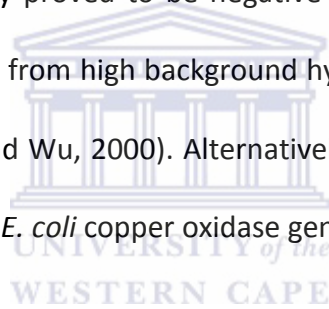 y proved to be negative
from high background hy
d Wu, 2000). Alternative
E. coli copper oxidase ger
UNIVERSITY of the
WESTERN CAPE